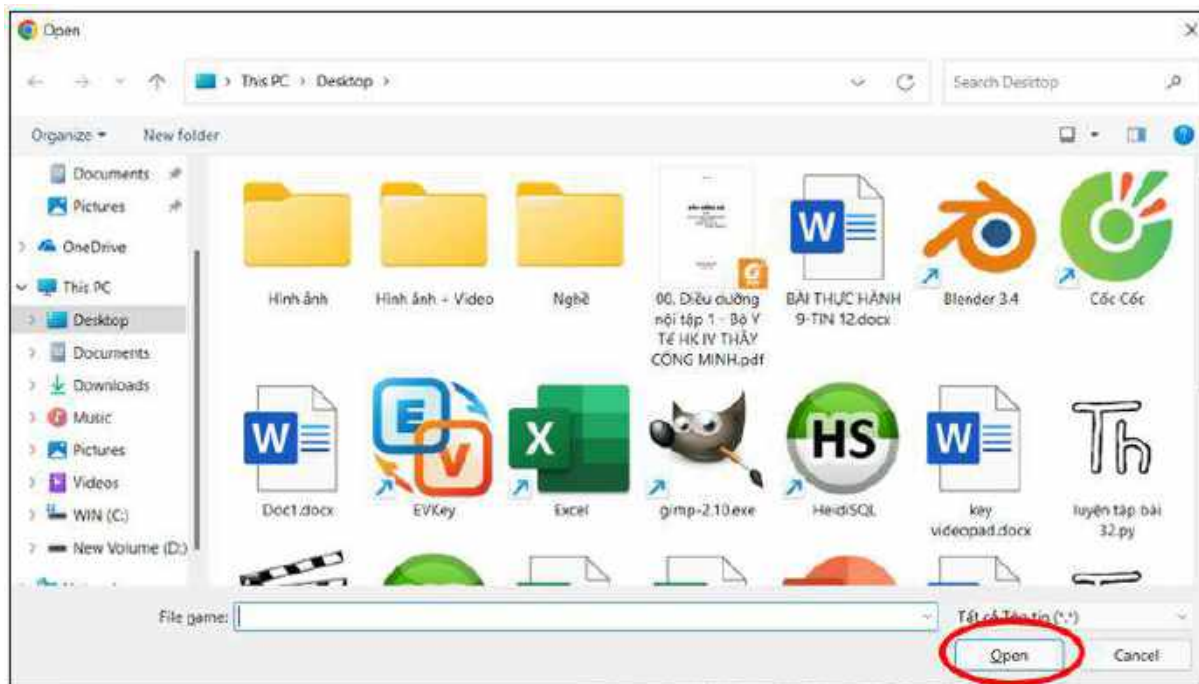 Open
This PC > Desktop >
Search Desktop
Organize
New folder
Documents
Pictures
OneDrive
This PC
Desktop
Documents
Downloads
Music
Pictures
Videos
WIN (C:)
New Volume (D:)
Hình ảnh
Hình ảnh + Video
Nghề
00. Điều dưỡng
nội tập 1 - Bộ Y
Tế HK IV THẦY
CÔNG MINH.pdf
W
BÀI THỰC HÀNH
9-TIN 12.docx
Blender 3.4
Cốc Cốc
W
Doc1.docx
E
V
EVKey
X
Excel
gimp-2.10.exe
HS
HeidiSQL
W
key
videopad.docx
Th
luyện tập bài
32.py
File name:
Tất cả Tệp tin (*.*)
Open
Cancel